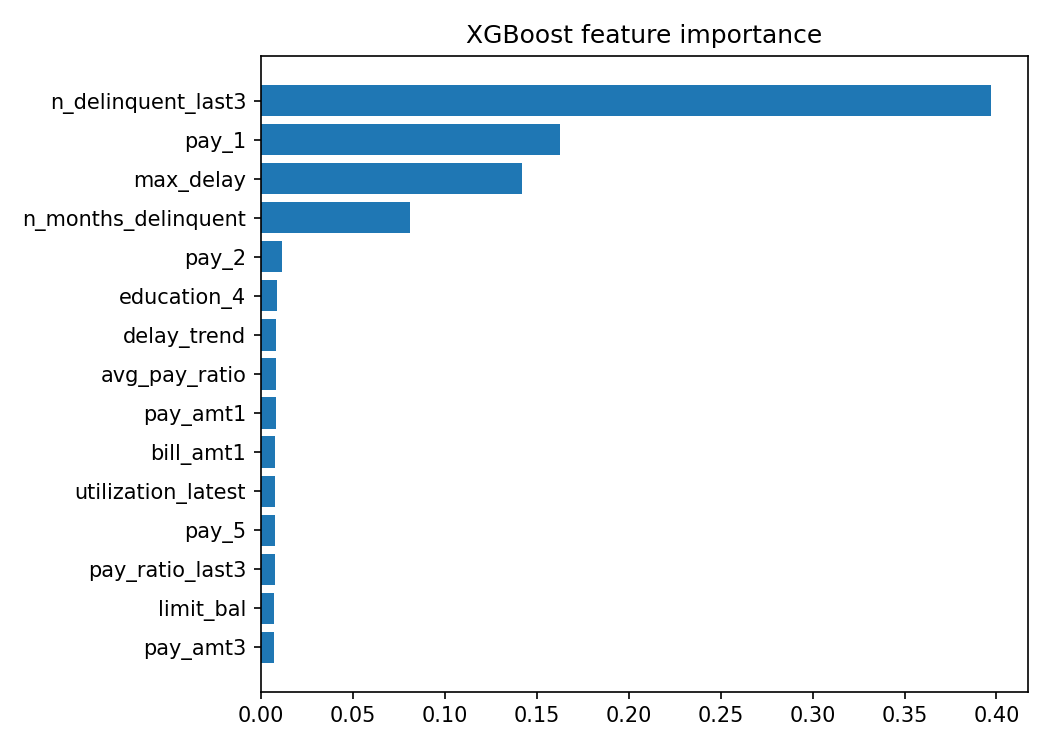 XGBoost feature importance
n_delinquent_last3
pay_1
max_delay
n_months_delinquent
pay_2
education_4
delay_trend
avg_pay_ratio
pay_amt1
bill_amt1
utilization_latest
pay_5
pay_ratio_last3
limit_bal
pay_amt3
0.00 0.05 0.10 0.15 0.20 0.25 0.30 0.35 0.40